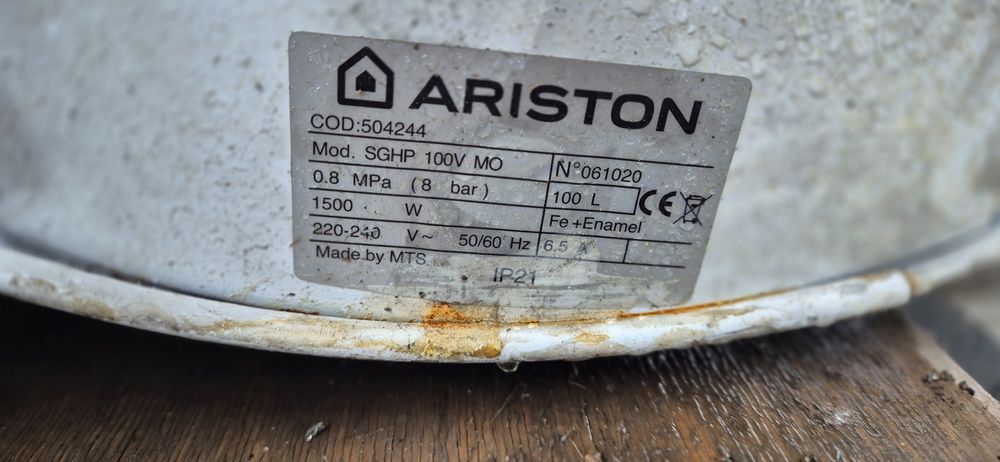 ARISTON
COD:504244
Mod. SGHP 100V MO N°061020
0.8 MPa (8 bar) 100 L CE
1500 W Fe+Enamel
220-240 V~ 50/60 Hz 6.5 A
Made by MTS
IP21